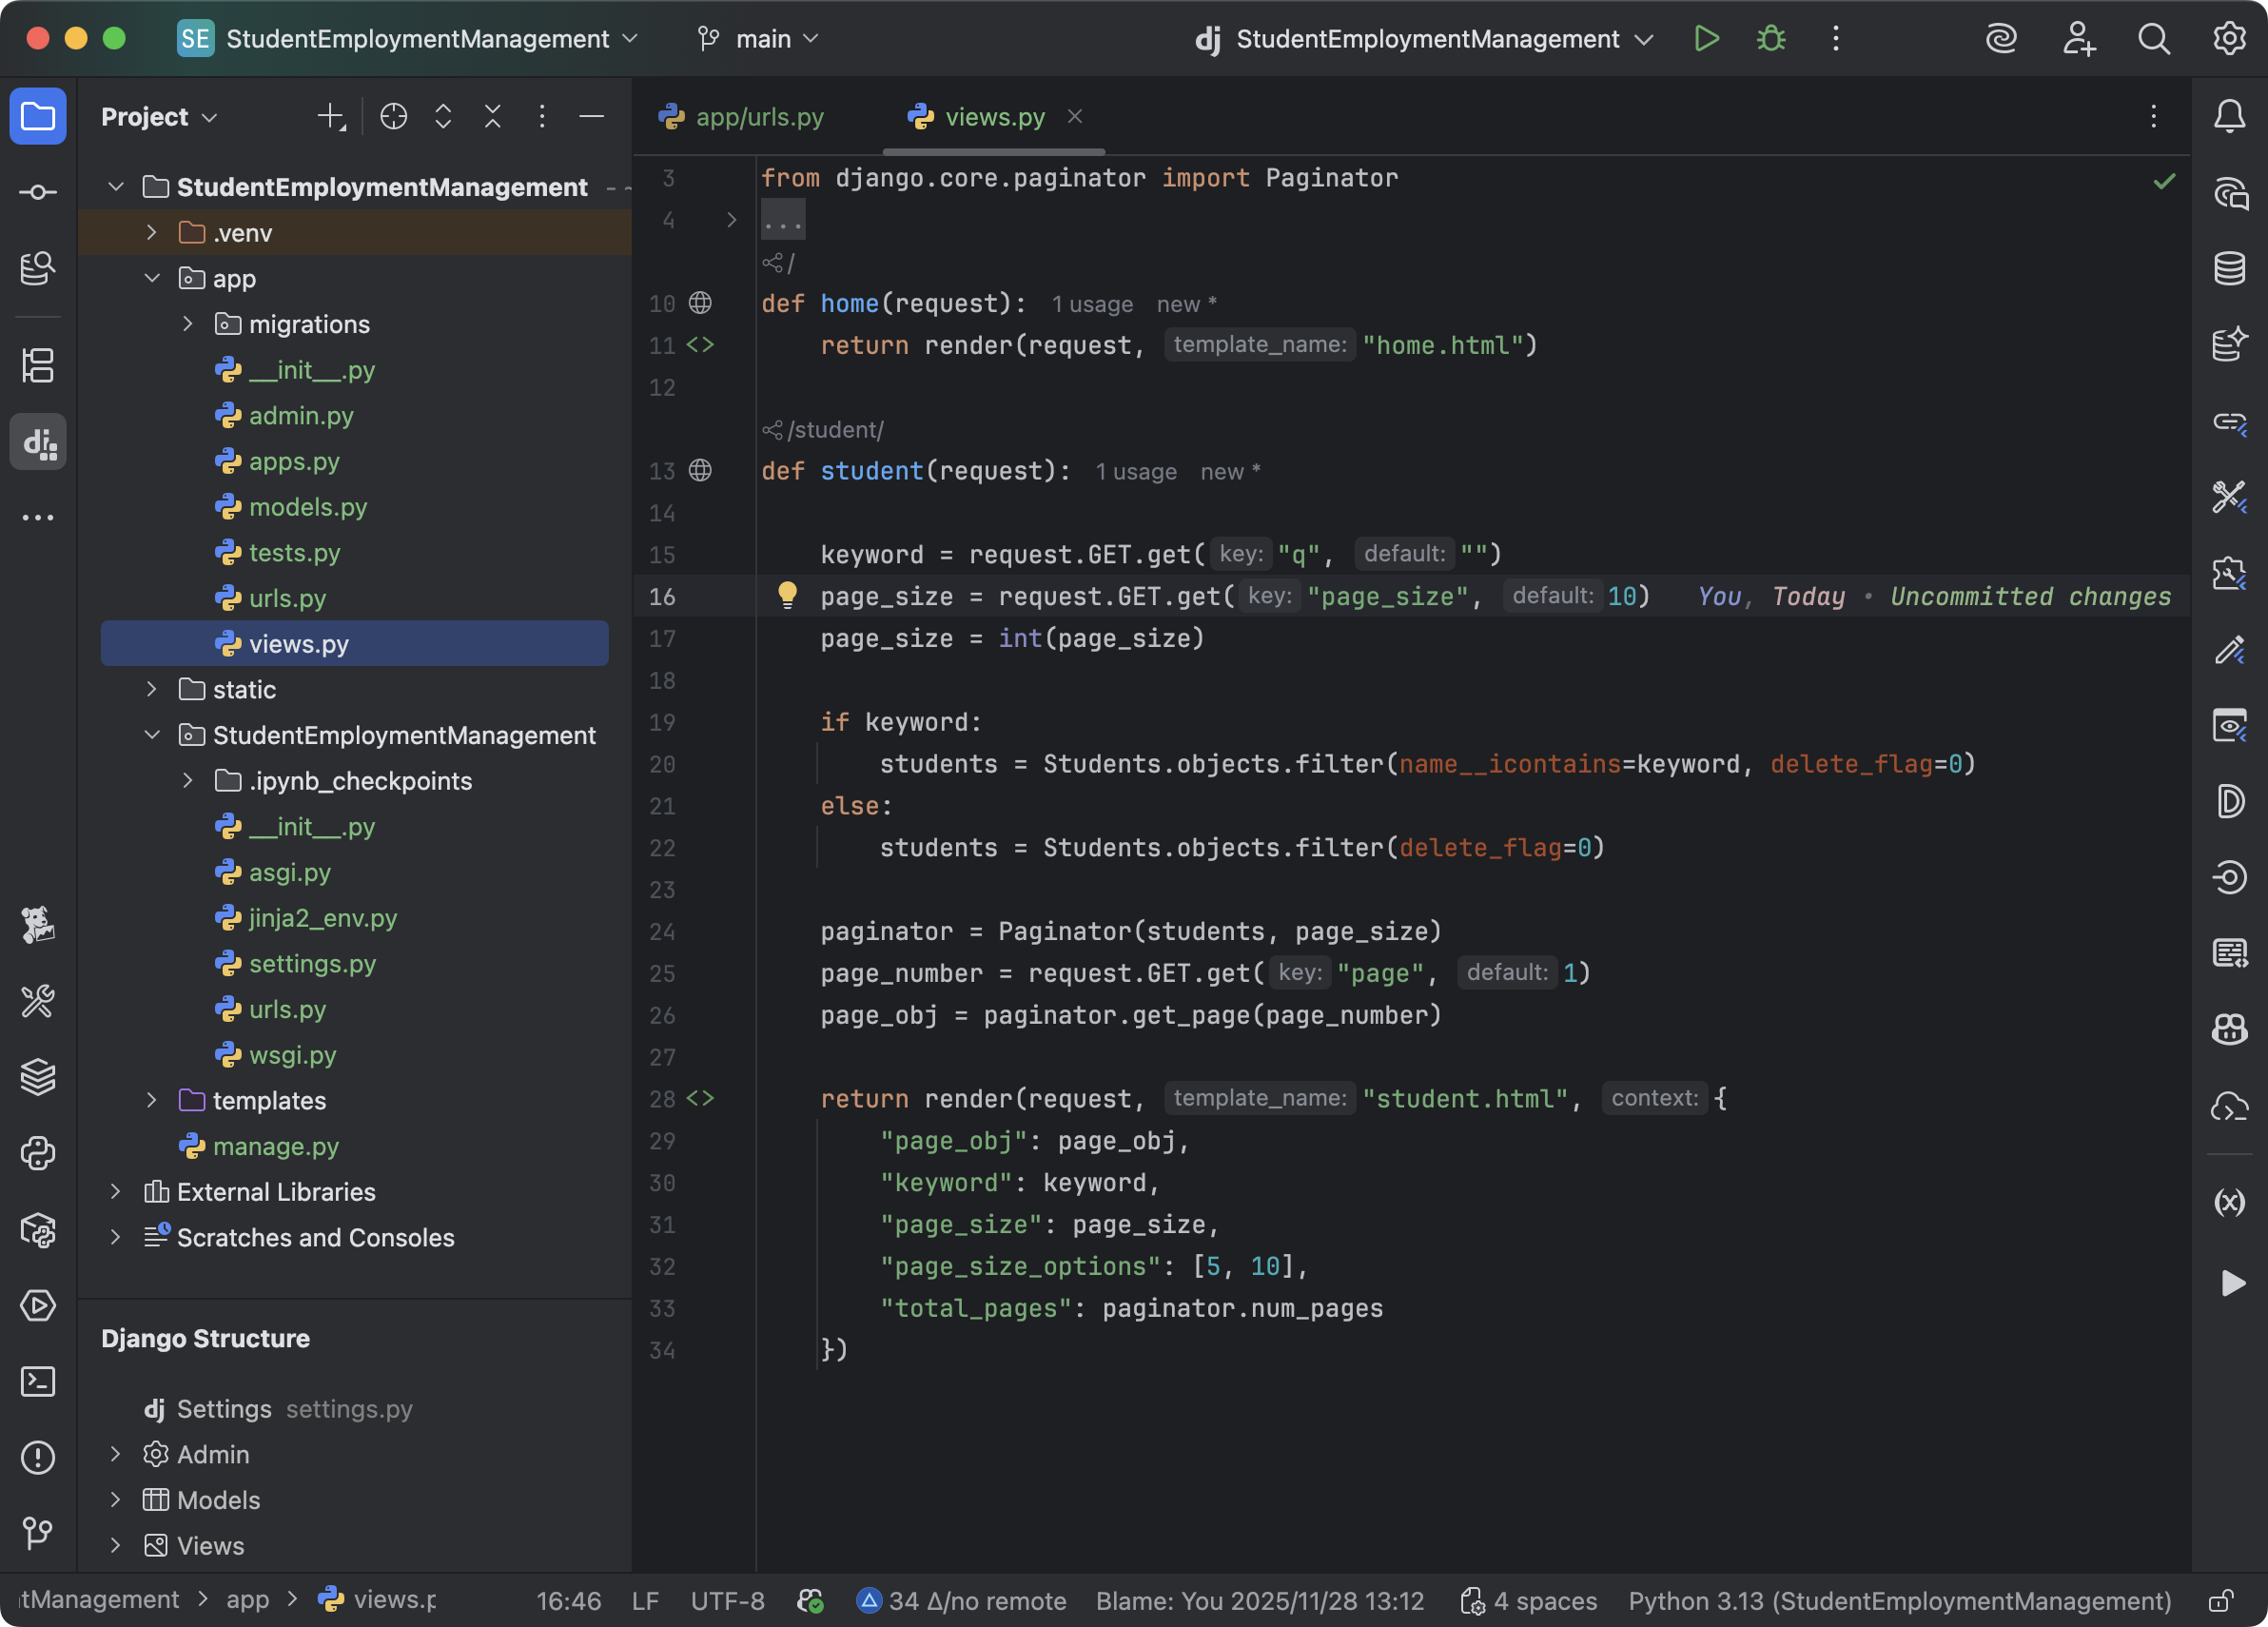 SE StudentEmploymentManagement main dj StudentEmploymentManagement
Project
StudentEmploymentManagement
.venv
app
migrations
__init__.py
admin.py
apps.py
models.py
tests.py
urls.py
views.py
static
StudentEmploymentManagement
.ipynb_checkpoints
__init__.py
asgi.py
jinja2_env.py
settings.py
urls.py
wsgi.py
templates
manage.py
External Libraries
Scratches and Consoles
Django Structure
dj Settings settings.py
Admin
Models
Views
app/urls.py views.py
3 from django.core.paginator import Paginator
4 ...
/
10 def home(request): 1 usage new *
11 return render(request, template_name: "home.html")
12
/student/
13 def student(request): 1 usage new *
14
15 keyword = request.GET.get( key: "q", default: "")
16 page_size = request.GET.get( key: "page_size", default: 10) You, Today • Uncommitted changes
17 page_size = int(page_size)
18
19 if keyword:
20 students = Students.objects.filter(name__icontains=keyword, delete_flag=0)
21 else:
22 students = Students.objects.filter(delete_flag=0)
23
24 paginator = Paginator(students, page_size)
25 page_number = request.GET.get( key: "page", default: 1)
26 page_obj = paginator.get_page(page_number)
27
28 return render(request, template_name: "student.html", context: {
29 "page_obj": page_obj,
30 "keyword": keyword,
31 "page_size": page_size,
32 "page_size_options": [5, 10],
33 "total_pages": paginator.num_pages
34 })
tManagement > app > views.p 16:46 LF UTF-8 34 Δ/no remote Blame: You 2025/11/28 13:12 4 spaces Python 3.13 (StudentEmploymentManagement)